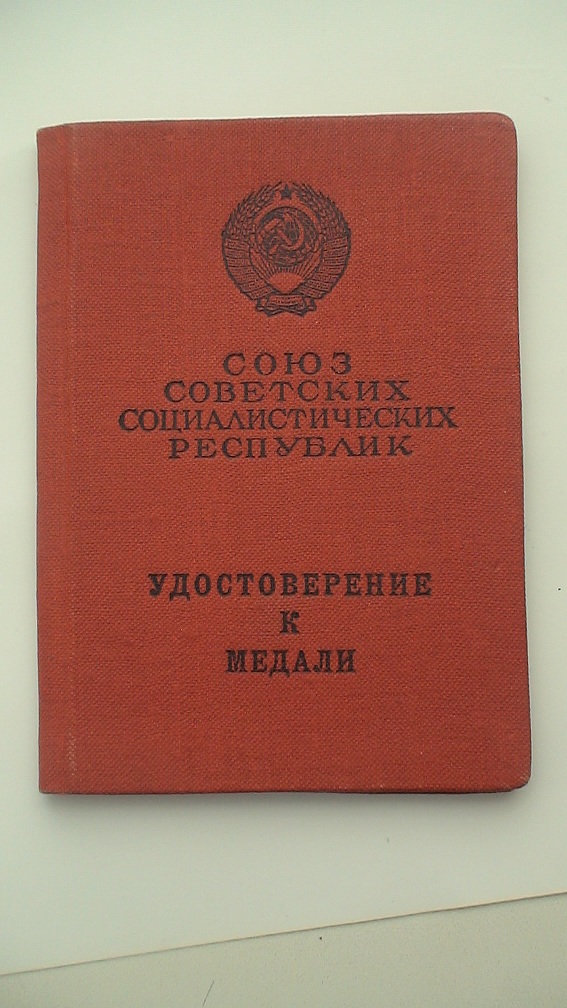 СОЮЗ
СОВЕТСКИХ
СОЦИАЛИСТИЧЕСКИХ
РЕСПУБЛИК
УДОСТОВЕРЕНИЕ
К
МЕДАЛИ